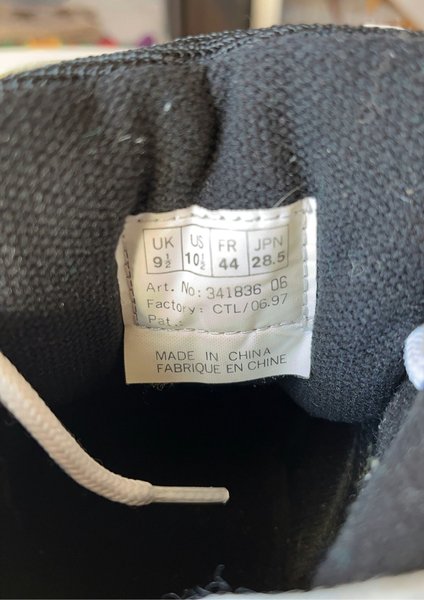 UK US FR JPN
9½ 10½ 44 28.5
Art. No: 341836 06
Factory: CTL/06.97
Pat.:
MADE IN CHINA
FABRIQUE EN CHINE